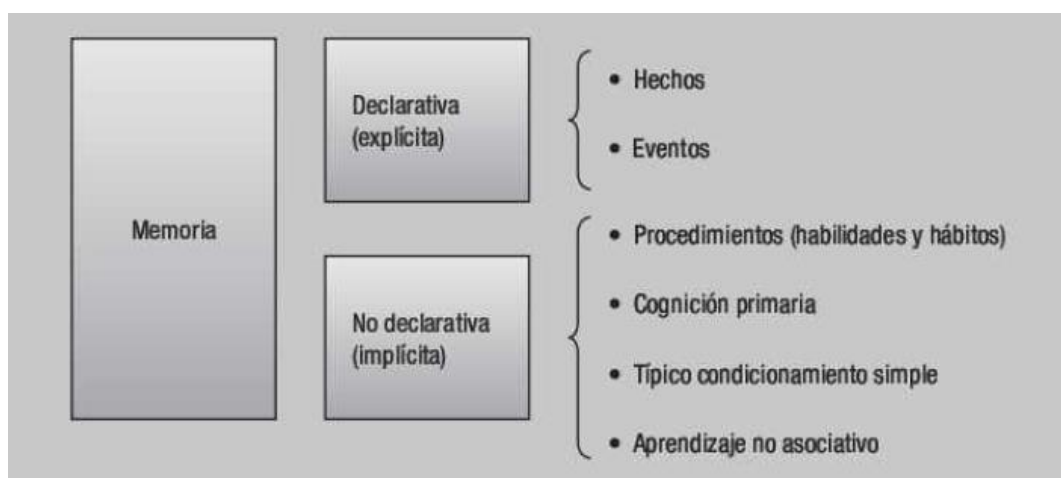 Memoria
Declarativa
(explícita)
• Hechos
• Eventos
No declarativa
(implícita)
• Procedimientos (habilidades y hábitos)
• Cognición primaria
• Típico condicionamiento simple
• Aprendizaje no asociativo